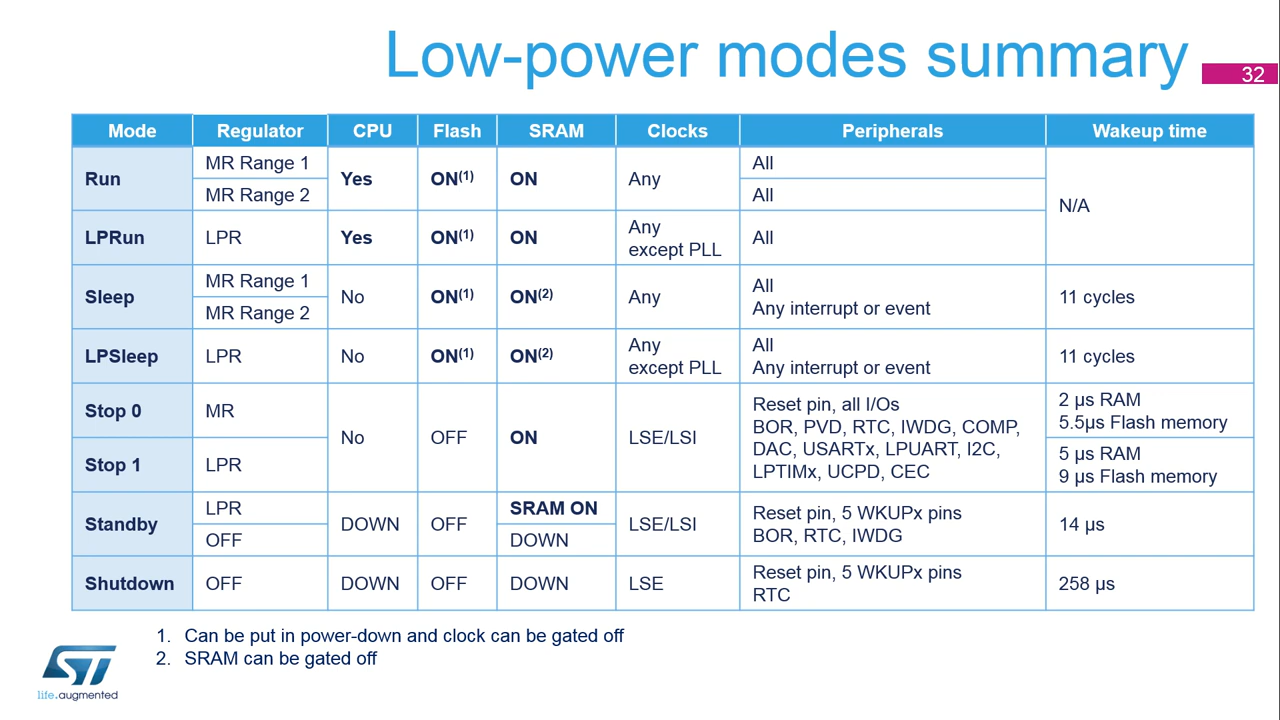 Low-power modes summary
32
Mode Regulator CPU Flash SRAM Clocks Peripherals Wakeup time
Run
MR Range 1
MR Range 2
Yes
ON(1)
ON
Any
All
All
N/A
LPRun
LPR
Yes
ON(1)
ON
Any
except PLL
All
Sleep
MR Range 1
MR Range 2
No
ON(1)
ON(2)
Any
All
Any interrupt or event
11 cycles
LPSleep
LPR
No
ON(1)
ON(2)
Any
except PLL
All
Any interrupt or event
11 cycles
Stop 0
MR
Stop 1
LPR
No
OFF
ON
LSE/LSI
Reset pin, all I/Os
BOR, PVD, RTC, IWDG, COMP,
DAC, USARTx, LPUART, I2C,
LPTIMx, UCPD, CEC
2 µs RAM
5.5µs Flash memory
5 µs RAM
9 µs Flash memory
Standby
LPR
OFF
DOWN
OFF
SRAM ON
DOWN
LSE/LSI
Reset pin, 5 WKUPx pins
BOR, RTC, IWDG
14 µs
Shutdown
OFF
DOWN
OFF
DOWN
LSE
Reset pin, 5 WKUPx pins
RTC
258 µs
1. Can be put in power-down and clock can be gated off
2. SRAM can be gated off
ST
life.augmented